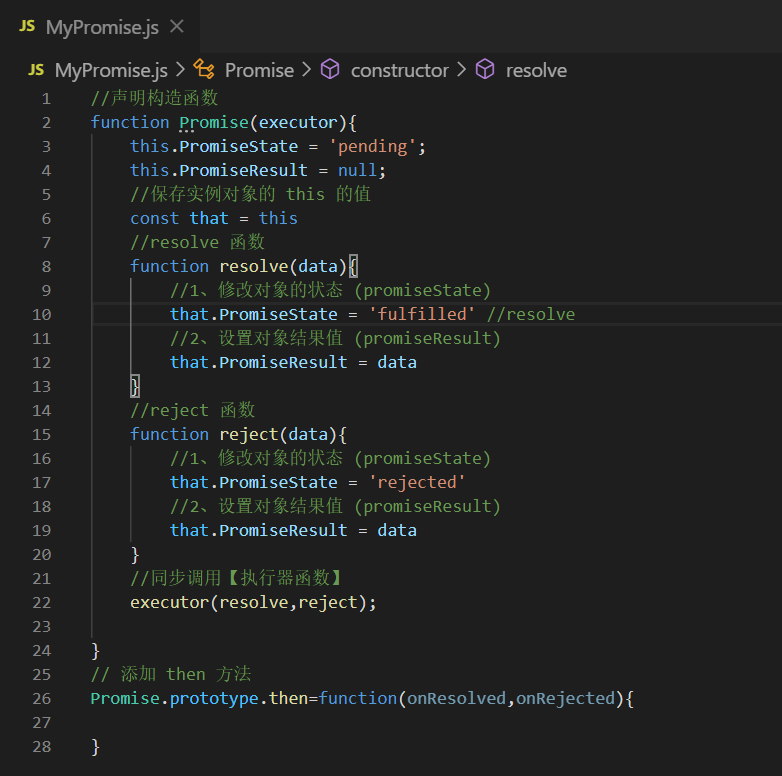 JS MyPromise.js ×
JS MyPromise.js > Promise > constructor > resolve
1 //声明构造函数
2 function Promise(executor){
3 this.PromiseState = 'pending';
4 this.PromiseResult = null;
5 //保存实例对象的 this 的值
6 const that = this
7 //resolve 函数
8 function resolve(data){
9 //1、修改对象的状态 (promiseState)
10 that.PromiseState = 'fulfilled' //resolve
11 //2、设置对象结果值 (promiseResult)
12 that.PromiseResult = data
13 }
14 //reject 函数
15 function reject(data){
16 //1、修改对象的状态 (promiseState)
17 that.PromiseState = 'rejected'
18 //2、设置对象结果值 (promiseResult)
19 that.PromiseResult = data
20 }
21 //同步调用【执行器函数】
22 executor(resolve,reject);
23
24 }
25 // 添加 then 方法
26 Promise.prototype.then=function(onResolved,onRejected){
27
28 }